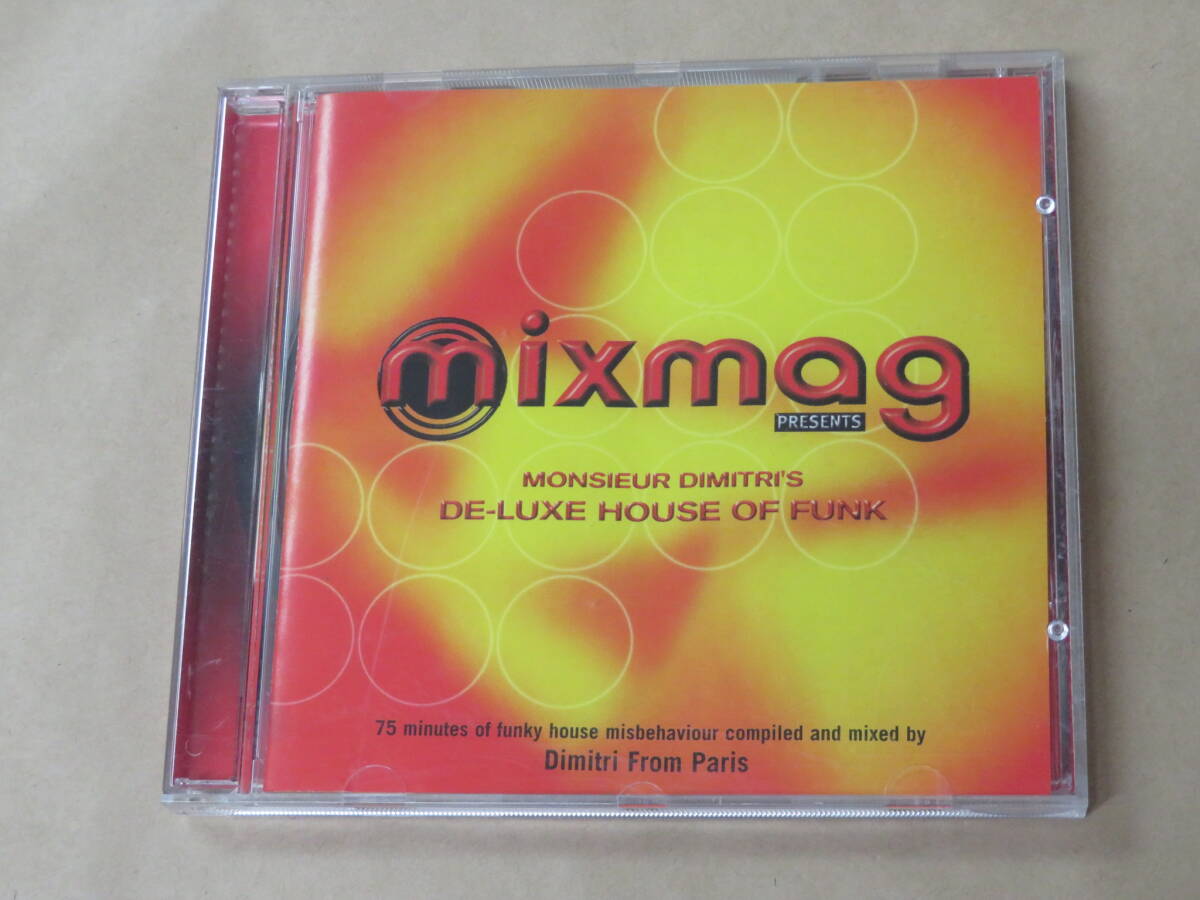 mixmag
PRESENTS
MONSIEUR DIMITRI'S
DE-LUXE HOUSE OF FUNK
75 minutes of funky house misbehaviour compiled and mixed by
Dimitri From Paris